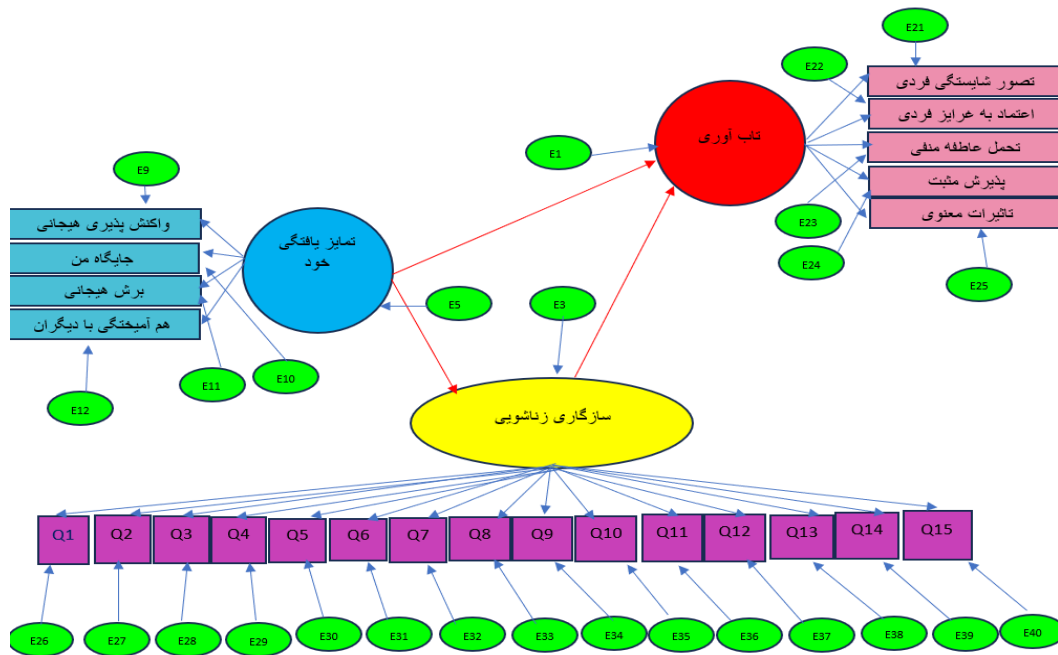 E21
E22
تصور شایستگی فردی
اعتماد به غرایز فردی
تاب آوری
تحمل عاطفه منفی
E1
پذیرش مثبت
E9
تاثیرات معنوی
E23
واکنش پذیری هیجانی
تمایز یافتگی
خود
جایگاه من
E24
E25
برش هیجانی
E5
E3
هم آمیختگی با دیگران
E10
E11
E12
سازگاری زناشویی
Q1 Q2 Q3 Q4 Q5 Q6 Q7 Q8 Q9 Q10 Q11 Q12 Q13 Q14 Q15
E26 E27 E28 E29 E30 E31 E32 E33 E34 E35 E36 E37 E38 E39 E40